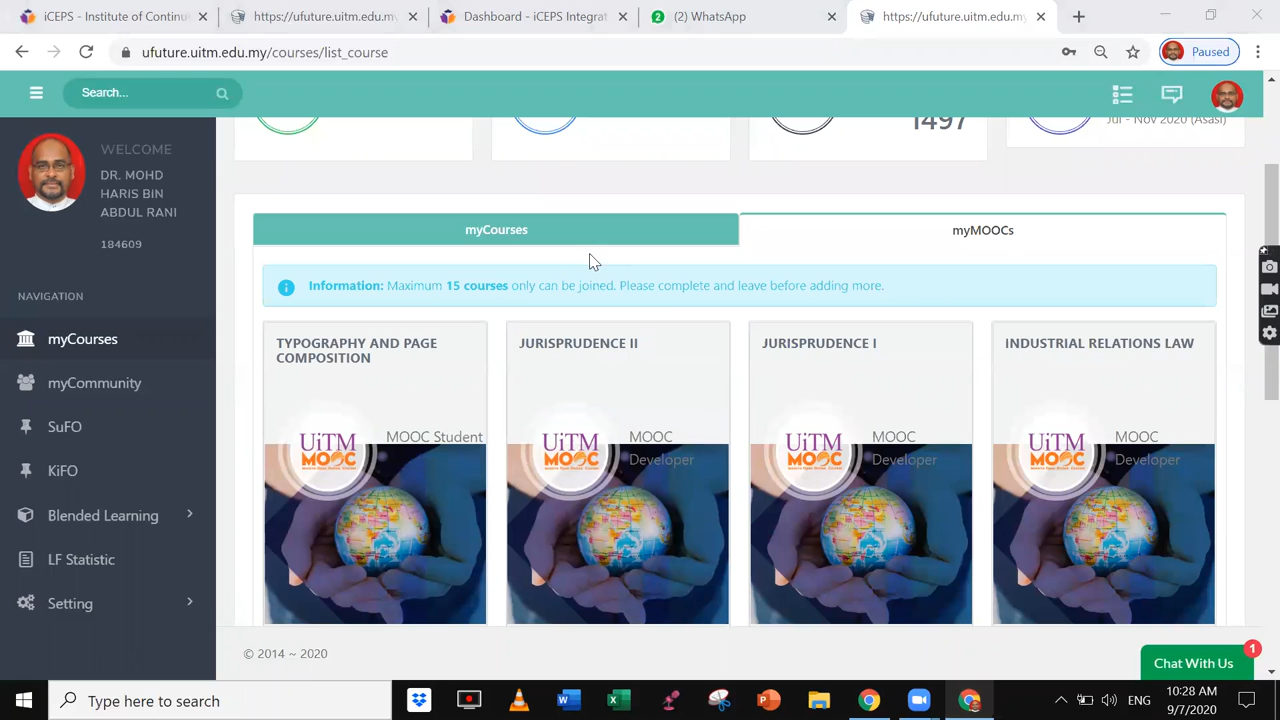 iCEPS - Institute of Continu
https://ufuture.uitm.edu.my/
Dashboard - iCEPS Integrat
2
(2) WhatsApp
https://ufuture.uitm.edu.my/
ufuture.uitm.edu.my/courses/list_course
Paused
Search...
WELCOME
DR. MOHD
HARIS BIN
ABDUL RANI
184609
NAVIGATION
myCourses
myCommunity
SuFO
KiFO
Blended Learning
LF Statistic
Setting
1497
Jul - Nov 2020 (Asasi)
myCourses
myMOOCs
Information: Maximum 15 courses only can be joined. Please complete and leave before adding more.
TYPOGRAPHY AND PAGE
COMPOSITION
UiTM
MOOC
MOOC Student
JURISPRUDENCE II
UiTM
MOOC
MOOC
Developer
JURISPRUDENCE I
UiTM
MOOC
MOOC
Developer
INDUSTRIAL RELATIONS LAW
UiTM
MOOC
MOOC
Developer
© 2014 ~ 2020
Chat With Us
1
Type here to search
ENG
10:28 AM
9/7/2020